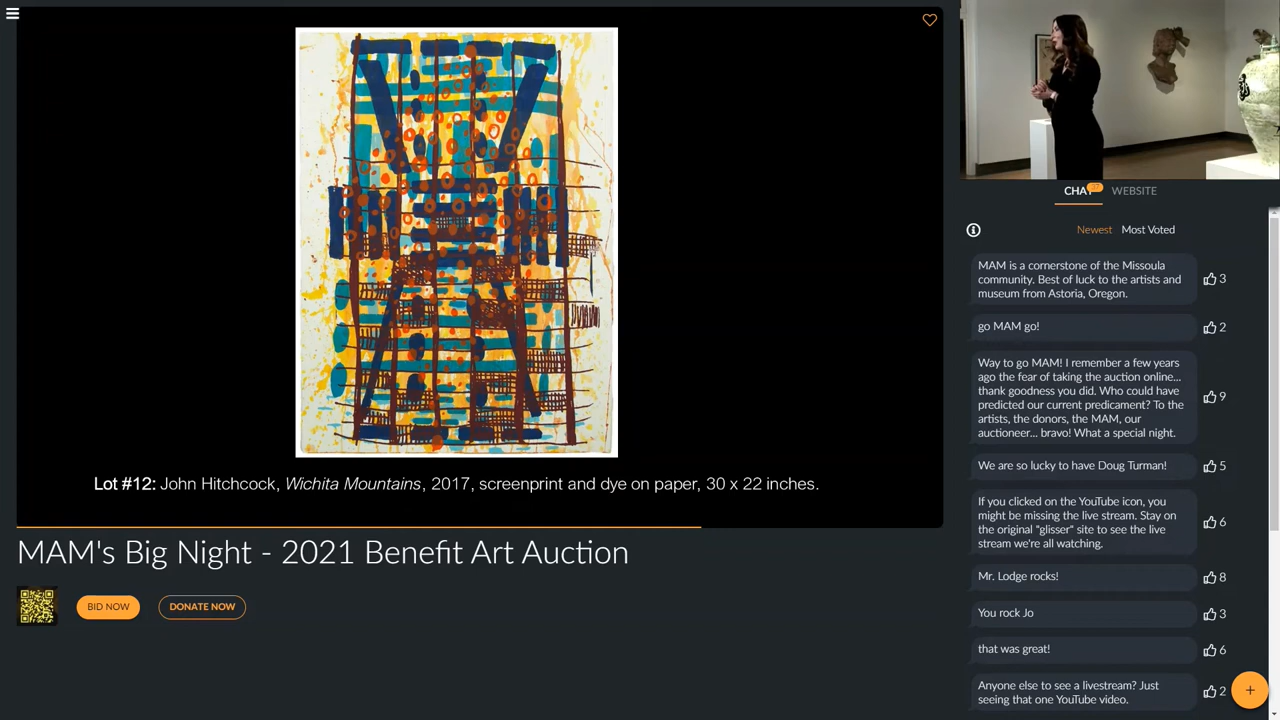 Lot #12: John Hitchcock, Wichita Mountains, 2017, screenprint and dye on paper, 30 x 22 inches.
MAM's Big Night - 2021 Benefit Art Auction
BID NOW
DONATE NOW
CHAT
37
WEBSITE
Newest
Most Voted
MAM is a cornerstone of the Missoula
community. Best of luck to the artists and
museum from Astoria, Oregon.
3
go MAM go!
2
Way to go MAM! I remember a few years
ago the fear of taking the auction online...
thank goodness you did. Who could have
predicted our current predicament? To the
artists, the donors, the MAM, our
auctioneer... bravo! What a special night.
9
We are so lucky to have Doug Turman!
5
If you clicked on the YouTube icon, you
might be missing the live stream. Stay on
the original "glisser" site to see the live
stream we're all watching.
6
Mr. Lodge rocks!
8
You rock Jo
3
that was great!
6
Anyone else to see a livestream? Just
seeing that one YouTube video.
2